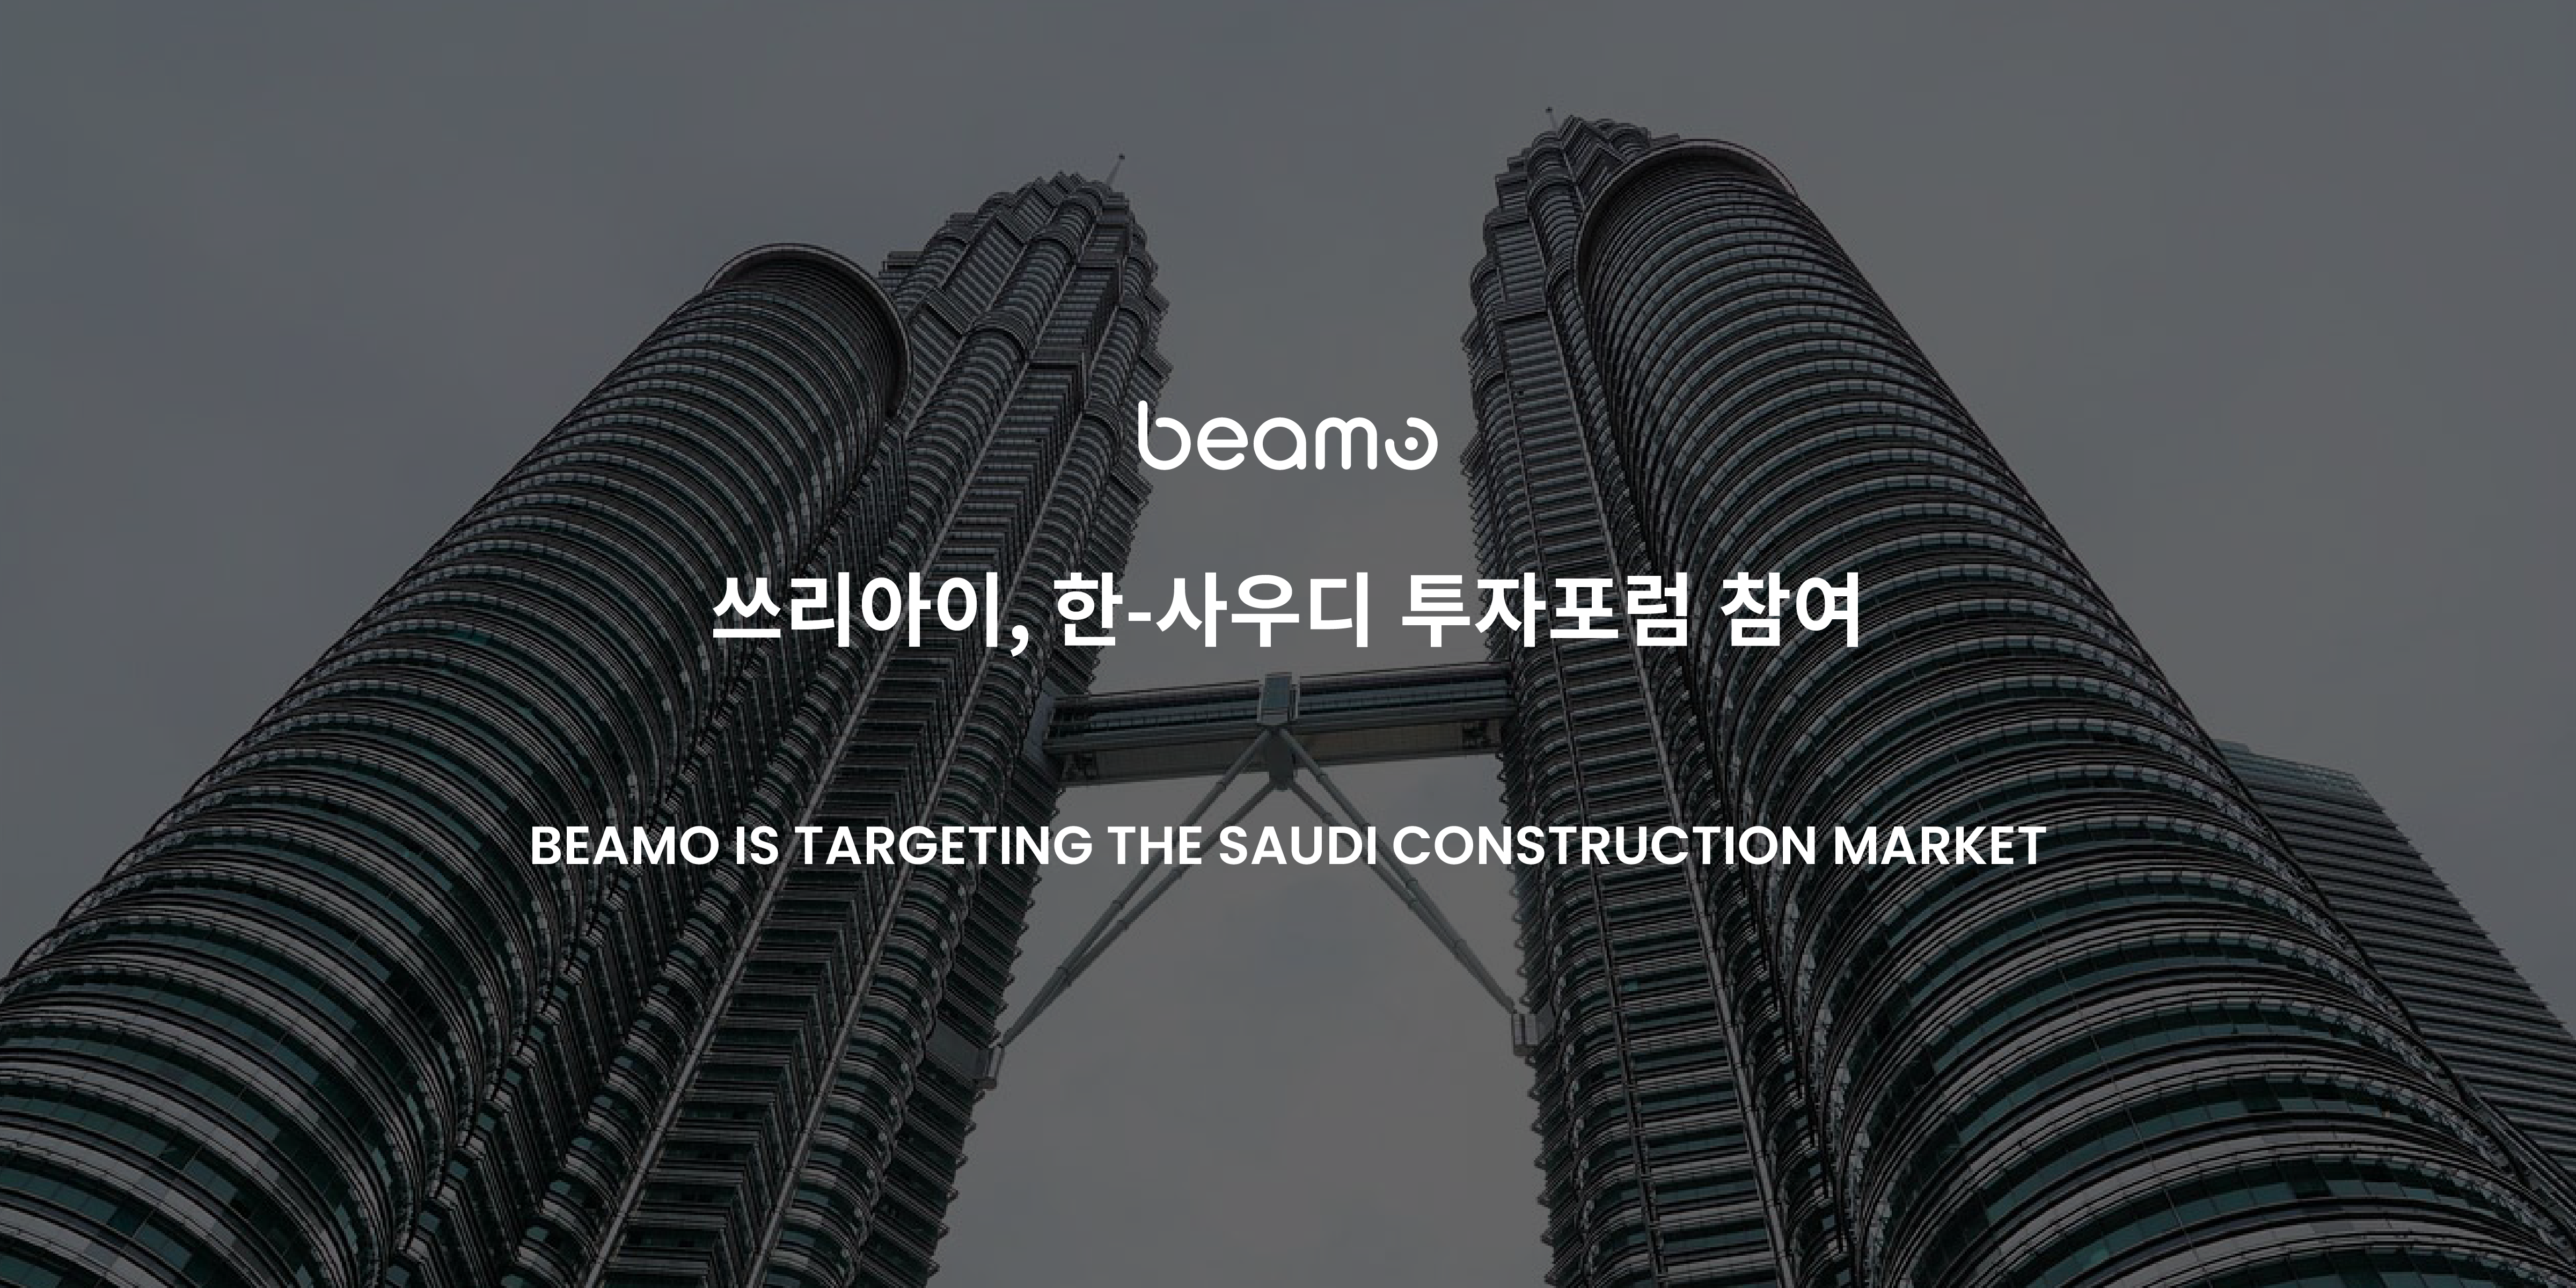 beamo
쓰리아이, 한-사우디 투자포럼 참여
BEAMO IS TARGETING THE SAUDI CONSTRUCTION MARKET